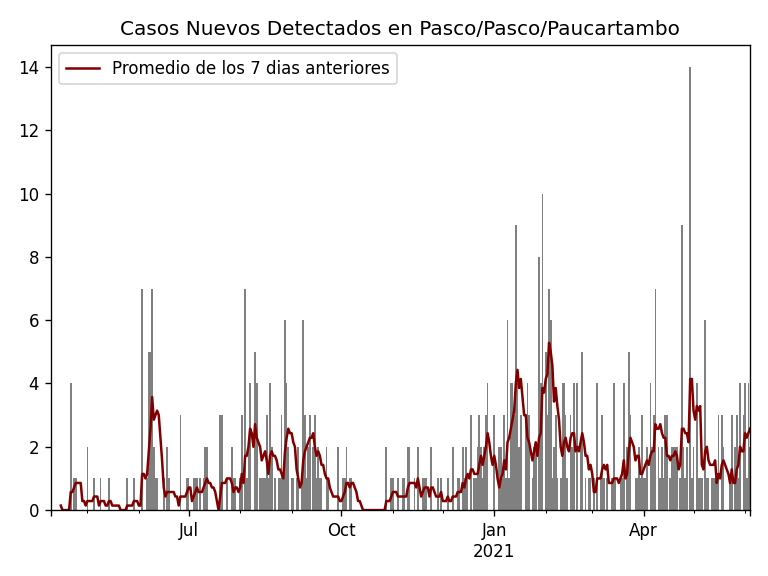 Casos Nuevos Detectados en Pasco/Pasco/Paucartambo
Promedio de los 7 dias anteriores
14
12
10
8
6
4
2
0
Jul
Oct
Jan
2021
Apr